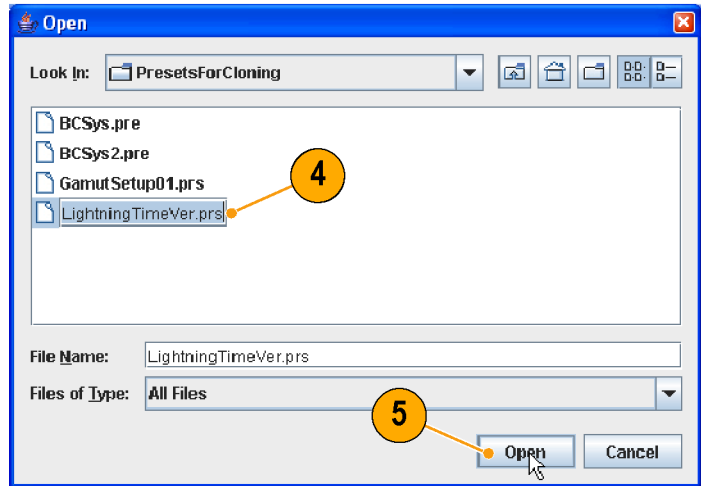 Open
Look In: PresetsForCloning
BCSys.pre
BCSys2.pre
GamutSetup01.prs
LightningTimeVer.prs
4
File Name: LightningTimeVer.prs
Files of Type: All Files
5
Open Cancel